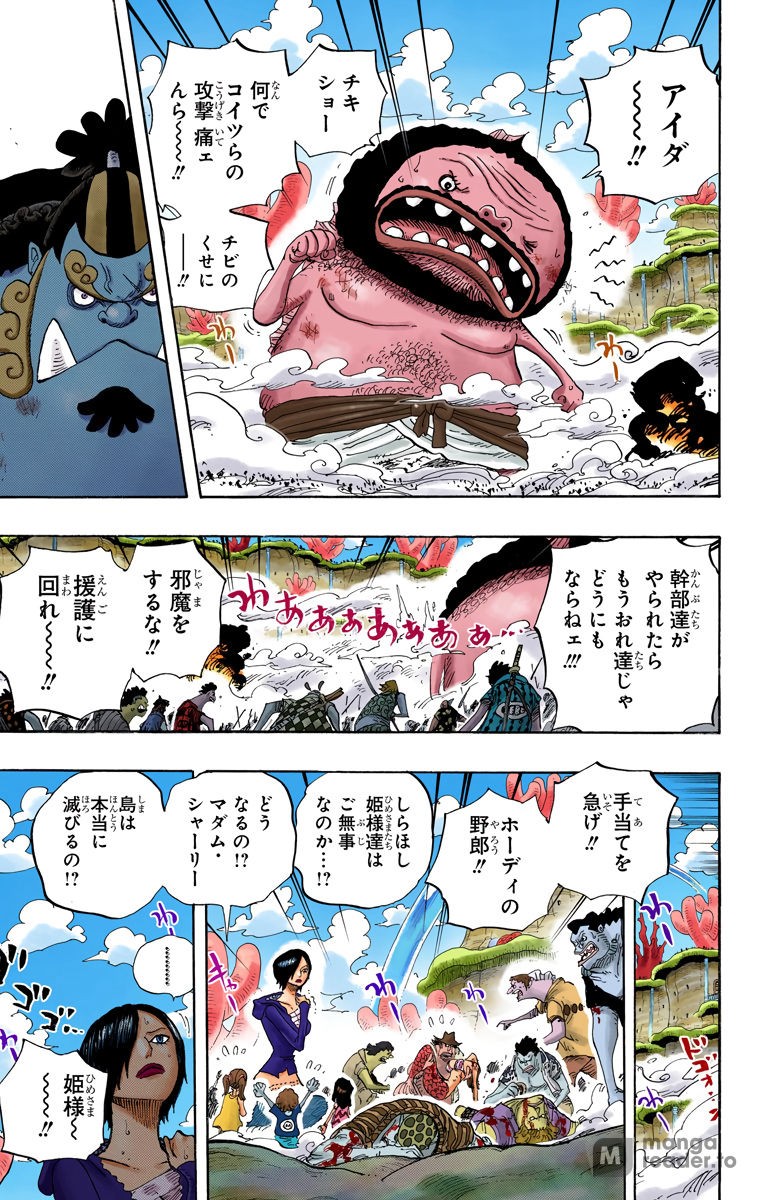 アイダ
〜〜〜!!
チキ
ショー
何で
コイツらの
攻撃痛ェ
んら〜〜!!
チビの
くせに
――!!
わー
わー
幹部達が
やられたら
もうおれ達じゃ
どうにも
ならねェ!!!
わあああああぁぁ…
邪魔を
するな!!
援護に
回れ〜
〜〜〜!!
手当てを
急げ!!
ホーディの
野郎!!
しらほし
姫様達は
ご無事
なのか…!?
どう
なるの!?
マダム・
シャーリー
島は
本当に
滅びるの!?
わー
ドゴォン
わー
わー
キャー
わー
…………
ゴゴゴ
姫様〜
〜〜〜!!
manga
reader.to